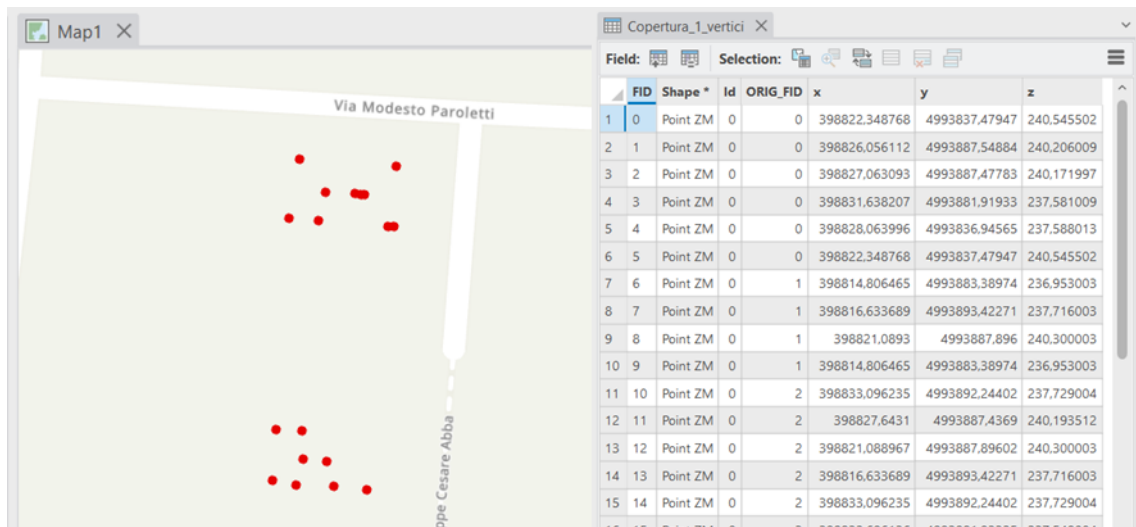 Map1
Via Modesto Paroletti
ope Cesare Abba
Copertura_1_vertici
Field: Selection:
FID Shape * Id ORIG_FID x y z
1 0 Point ZM 0 0 398822,348768 4993837,47947 240,545502
2 1 Point ZM 0 0 398826,056112 4993887,54884 240,206009
3 2 Point ZM 0 0 398827,063093 4993887,47783 240,171997
4 3 Point ZM 0 0 398831,638207 4993881,91933 237,581009
5 4 Point ZM 0 0 398828,063996 4993836,94565 237,588013
6 5 Point ZM 0 0 398822,348768 4993837,47947 240,545502
7 6 Point ZM 0 1 398814,806465 4993883,38974 236,953003
8 7 Point ZM 0 1 398816,633689 4993893,42271 237,716003
9 8 Point ZM 0 1 398821,0893 4993887,896 240,300003
10 9 Point ZM 0 1 398814,806465 4993883,38974 236,953003
11 10 Point ZM 0 2 398833,096235 4993892,24402 237,729004
12 11 Point ZM 0 2 398827,6431 4993887,4369 240,193512
13 12 Point ZM 0 2 398821,088967 4993887,89602 240,300003
14 13 Point ZM 0 2 398816,633689 4993893,42271 237,716003
15 14 Point ZM 0 2 398833,096235 4993892,24402 237,729004